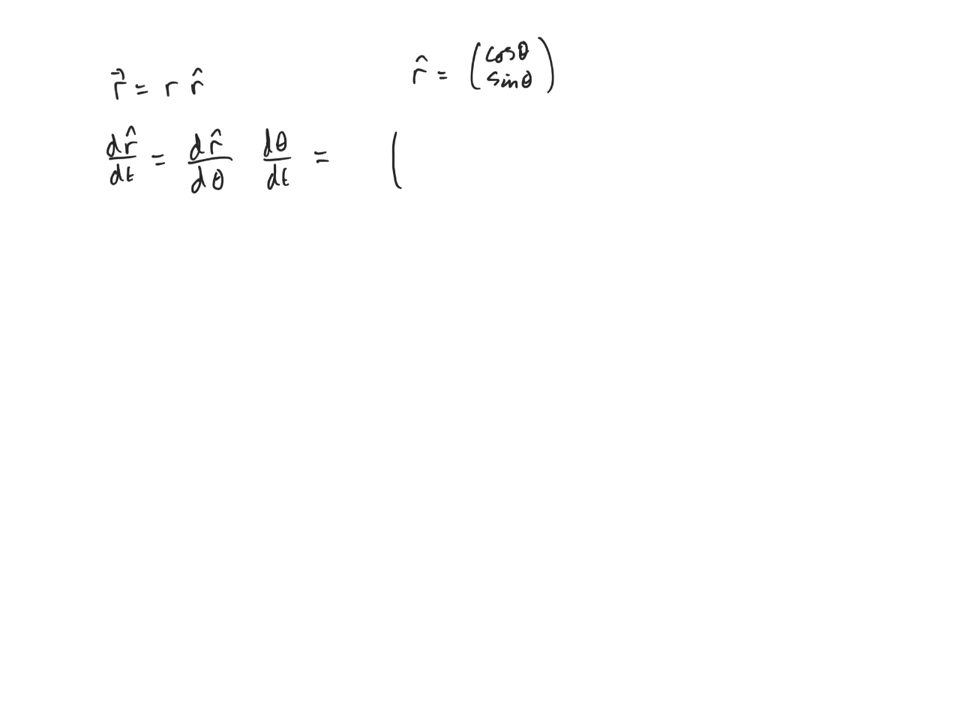 r⃗ = r r̂    r̂ = (cosθ
sinθ)
dr̂/dt = dr̂/dθ dθ/dt = (